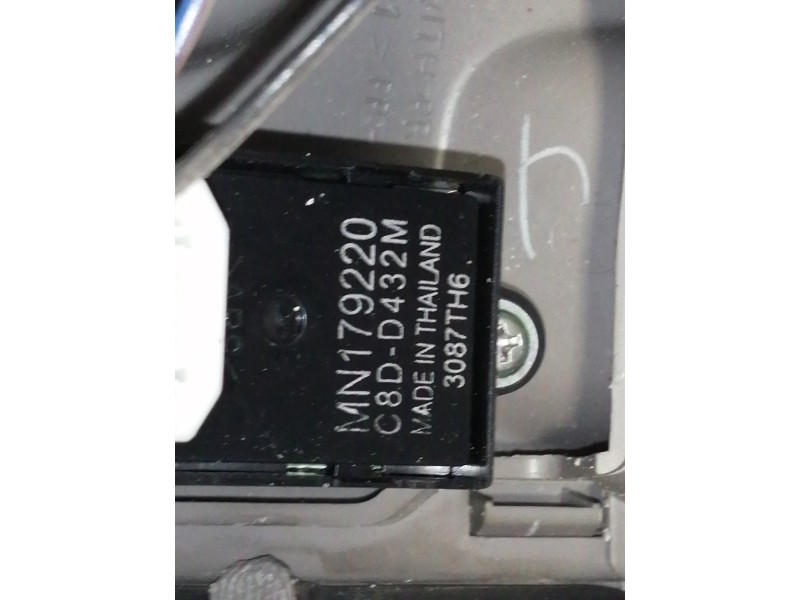 MN179220
C8D-D432M
MADE IN THAILAND
3087TH6